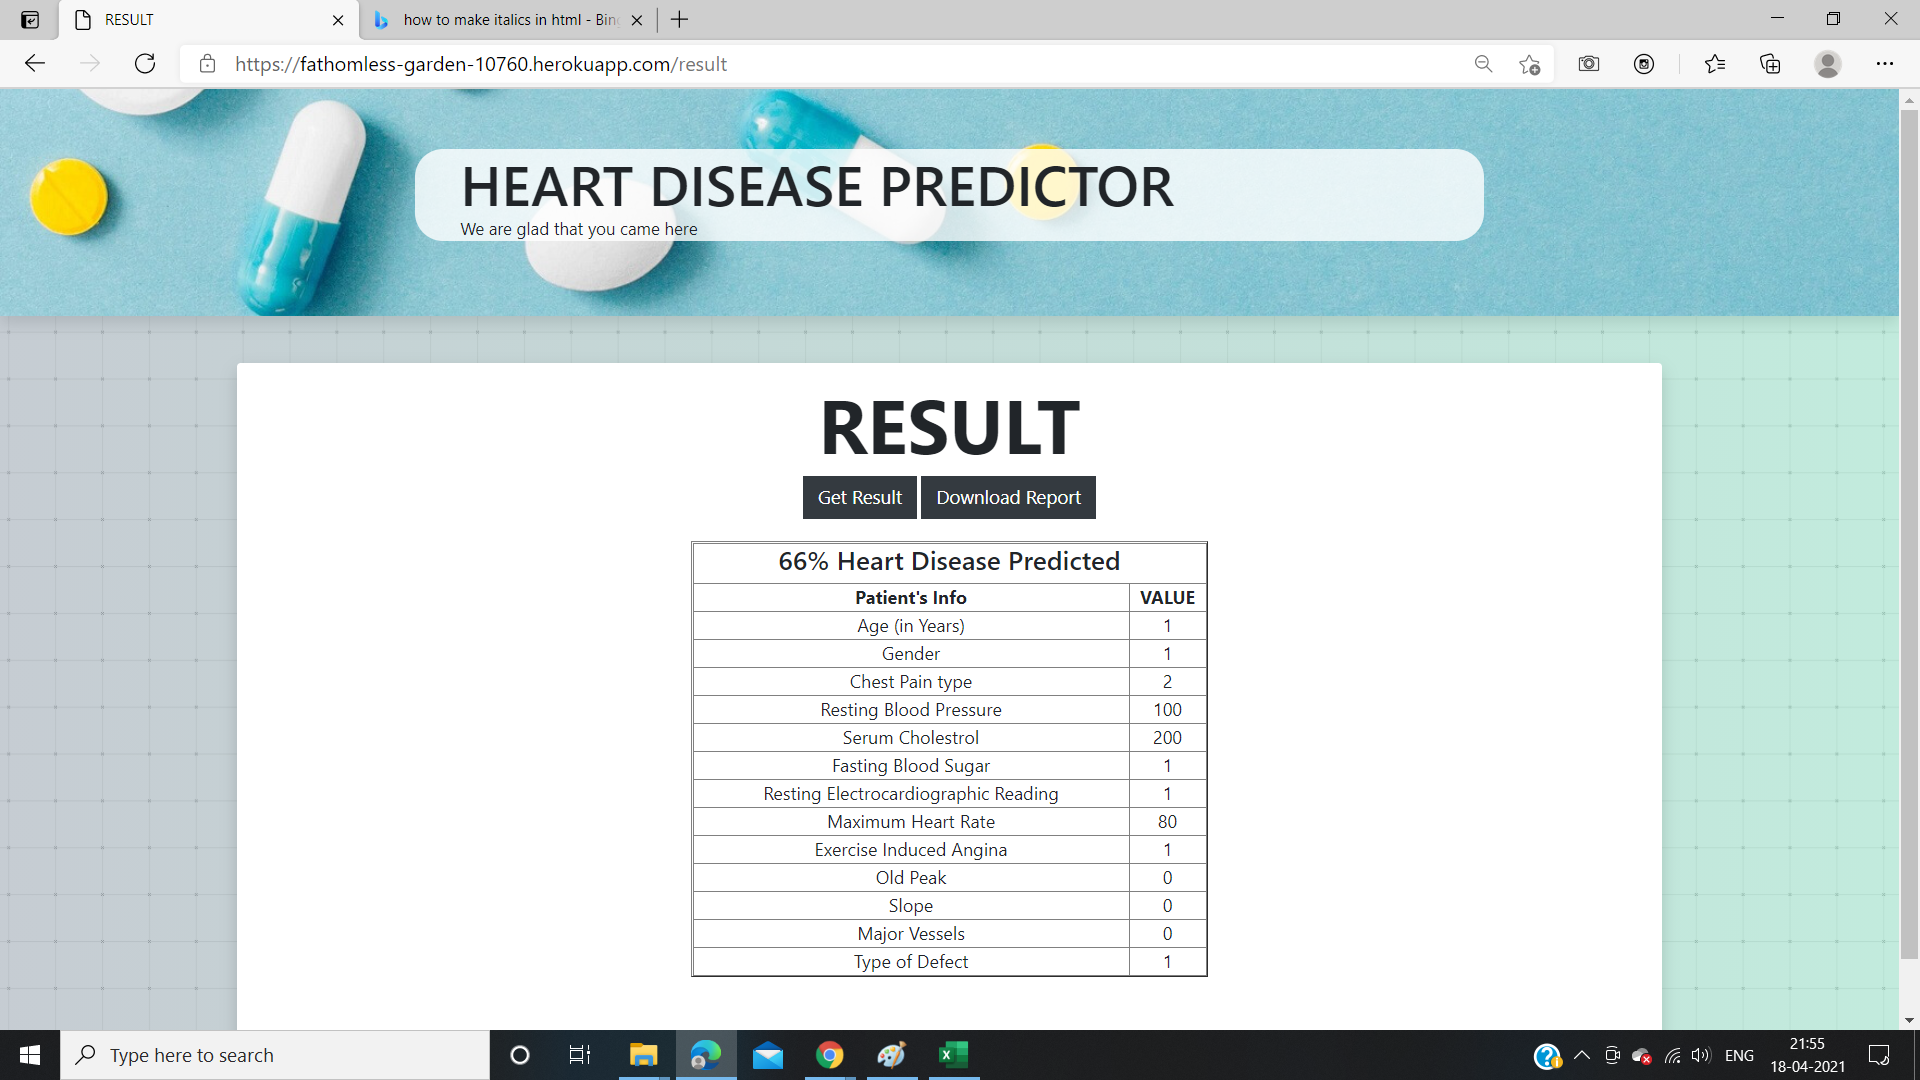 RESULT
how to make italics in html - Bin
https://fathomless-garden-10760.herokuapp.com/result
HEART DISEASE PREDICTOR
We are glad that you came here
RESULT
Get Result Download Report
66% Heart Disease Predicted
Patient's Info VALUE
Age (in Years) 1
Gender 1
Chest Pain type 2
Resting Blood Pressure 100
Serum Cholestrol 200
Fasting Blood Sugar 1
Resting Electrocardiographic Reading 1
Maximum Heart Rate 80
Exercise Induced Angina 1
Old Peak 0
Slope 0
Major Vessels 0
Type of Defect 1
Type here to search
ENG
21:55
18-04-2021